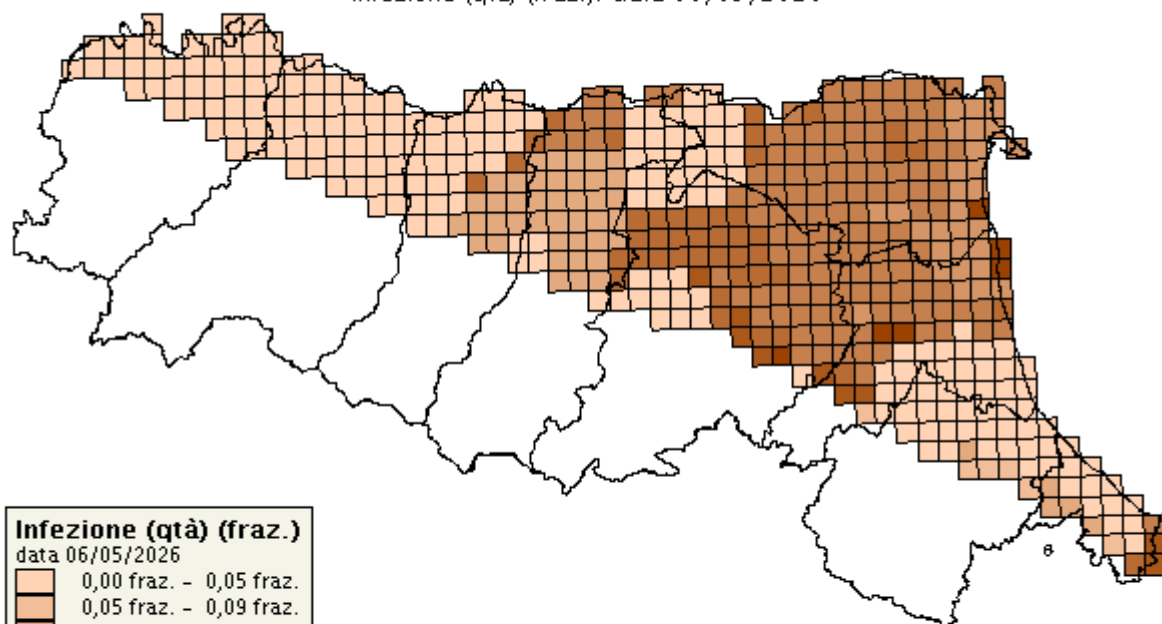 Infezione (qtà) (fraz.)
data 06/05/2026
0,00 fraz. - 0,05 fraz.
0,05 fraz. - 0,09 fraz.